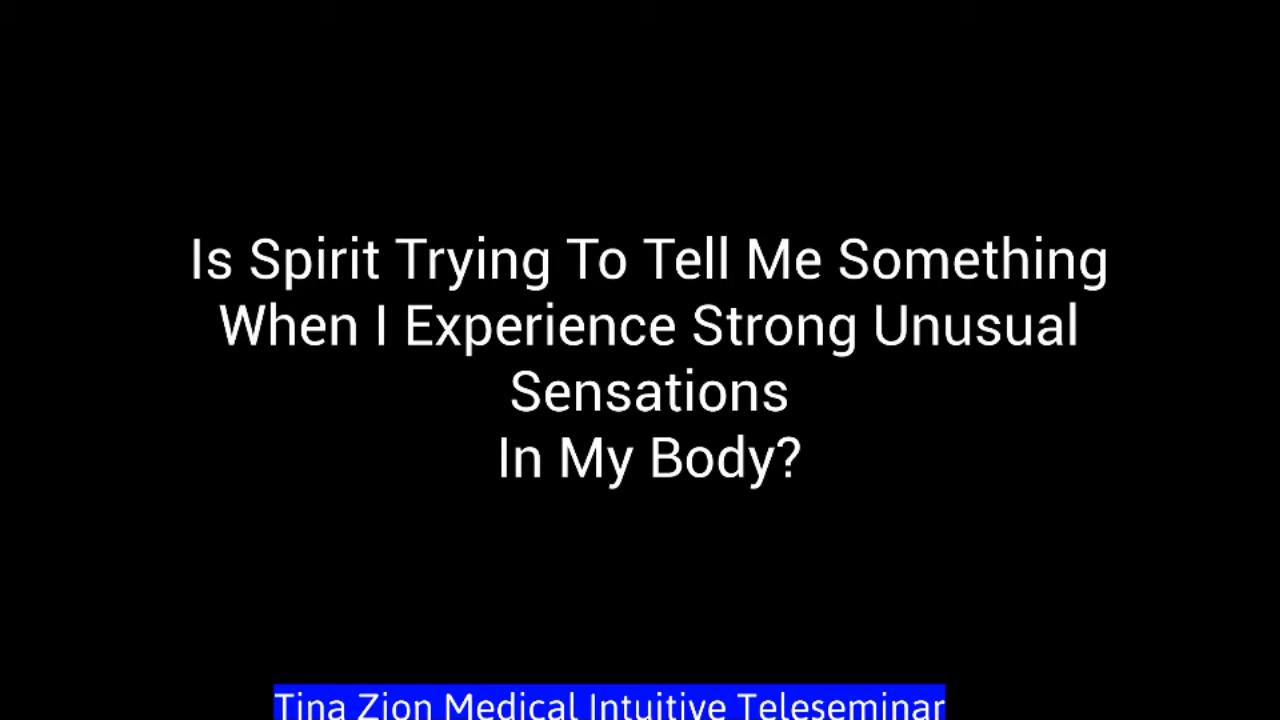 Is Spirit Trying To Tell Me Something
When I Experience Strong Unusual
Sensations
In My Body?
Tina Zion Medical Intuitive Teleseminar